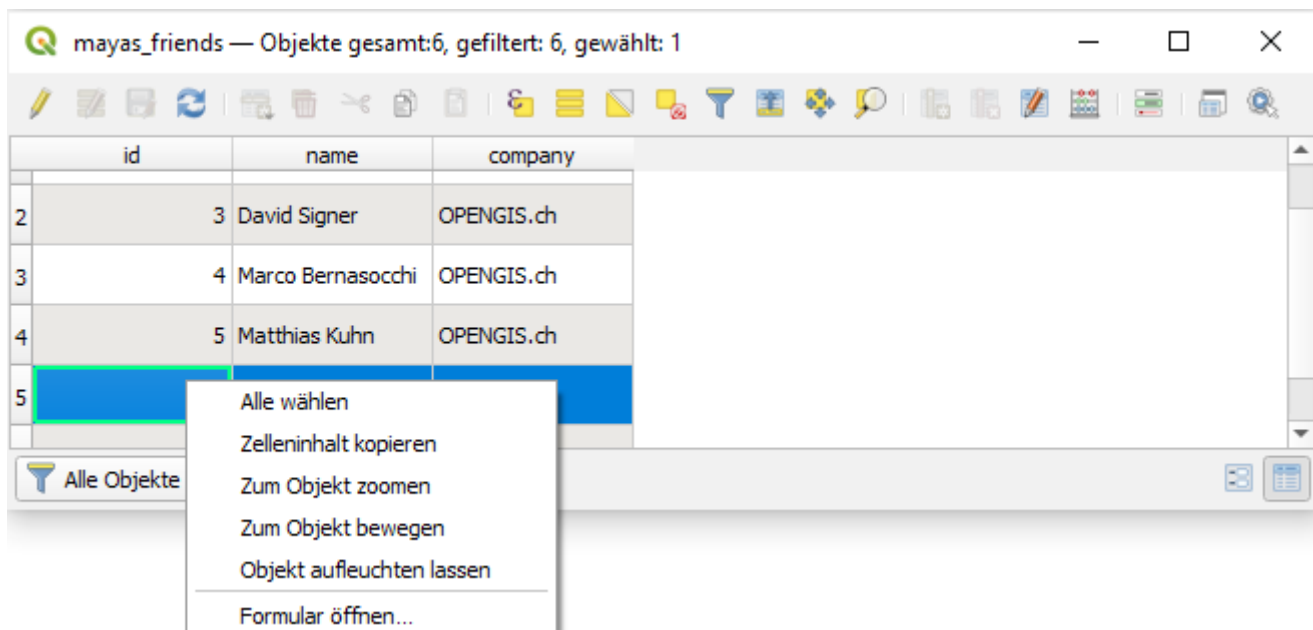 mayas_friends — Objekte gesamt:6, gefiltert: 6, gewählt: 1
id name company
2 3 David Signer OPENGIS.ch
3 4 Marco Bernasocchi OPENGIS.ch
4 5 Matthias Kuhn OPENGIS.ch
5
Alle wählen
Zelleninhalt kopieren
Alle Objekte
Zum Objekt zoomen
Zum Objekt bewegen
Objekt aufleuchten lassen
Formular öffnen...